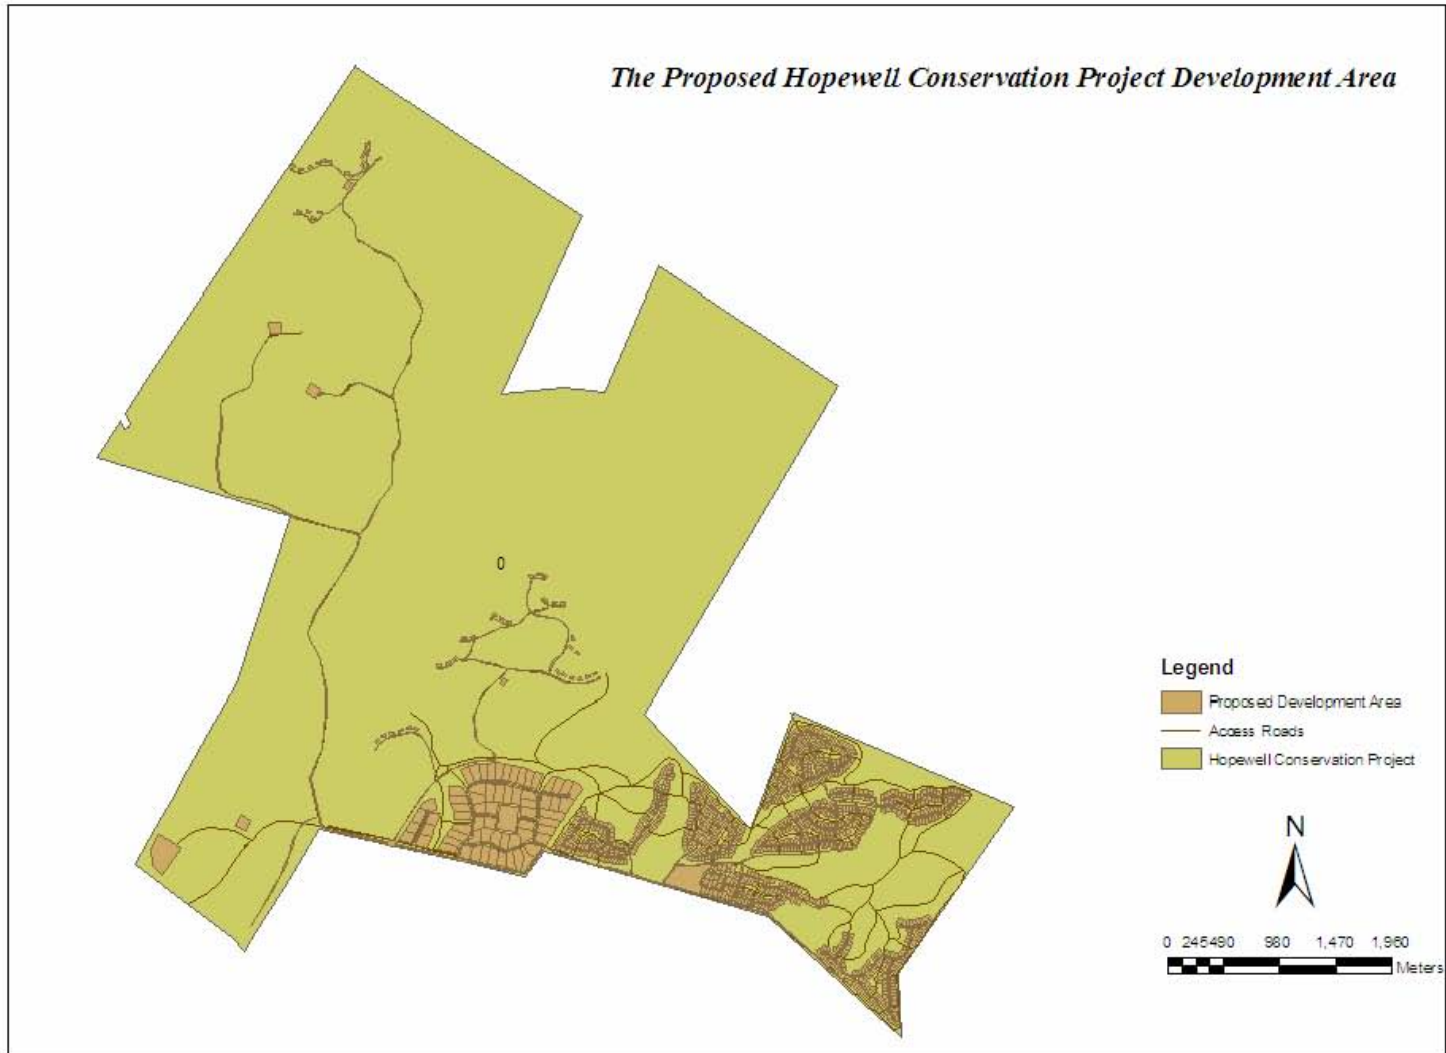 The Proposed Hopewell Conservation Project Development Area
0
Legend
Proposed Development Area
Access Roads
Hopewell Conservation Project
N
0 245490 980 1,470 1,960
Meters